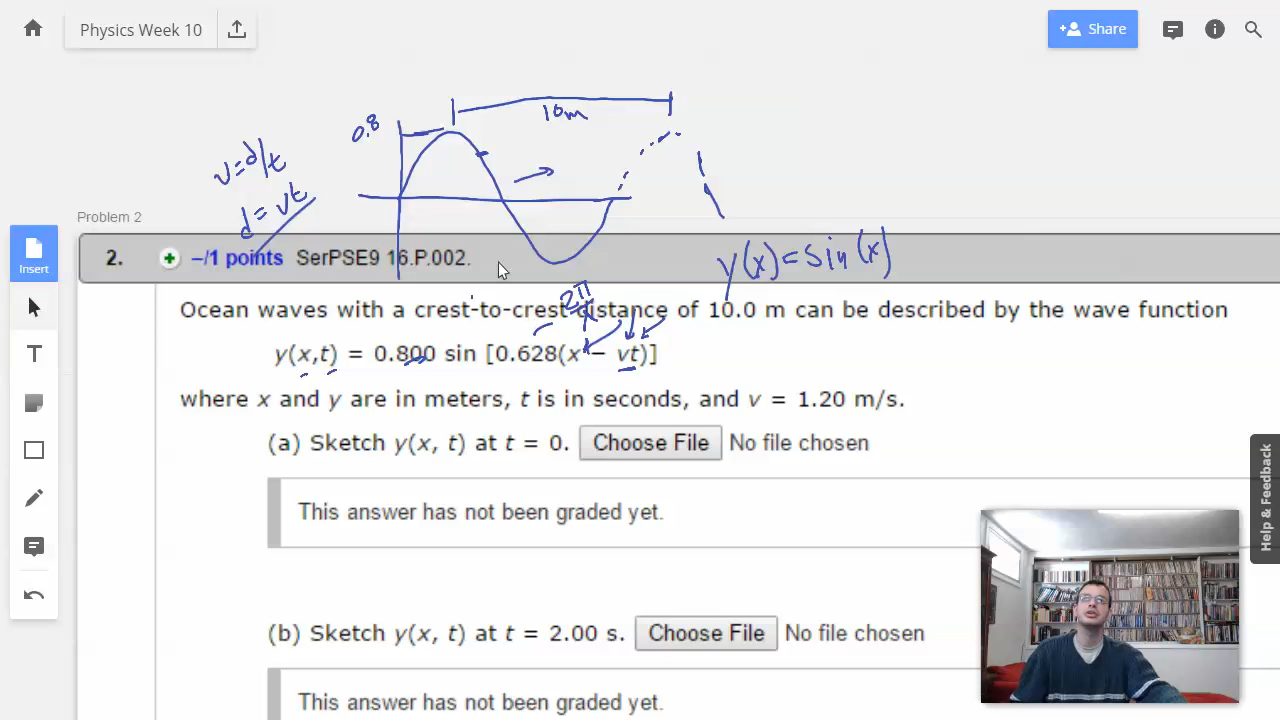 Physics Week 10
Share
0.8
10m
v=d/t
d=vt
Problem 2
Insert
2. –/1 points SerPSE9 16.P.002.
y(x)=sin(x)
2π
Ocean waves with a crest-to-crest distance of 10.0 m can be described by the wave function
y(x,t) = 0.800 sin [0.628(x − vt)]
where x and y are in meters, t is in seconds, and v = 1.20 m/s.
(a) Sketch y(x, t) at t = 0. Choose File No file chosen
This answer has not been graded yet.
(b) Sketch y(x, t) at t = 2.00 s. Choose File No file chosen
This answer has not been graded yet.
Help & Feedback